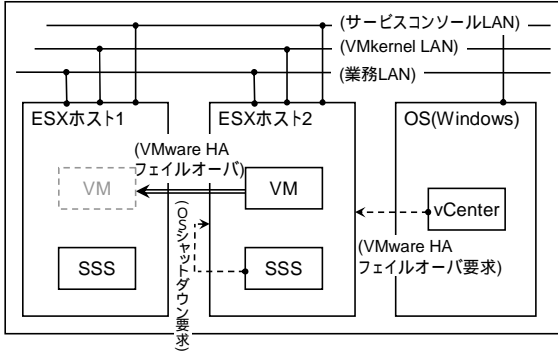 (サービスコンソールLAN)
(VMkernel LAN)
(業務LAN)
ESXホスト1
ESXホスト2
OS(Windows)
(VMware HA
フェイルオーバ)
VM
VM
vCenter
(OSシャットダウン要求)
(VMware HA
フェイルオーバ要求)
SSS
SSS